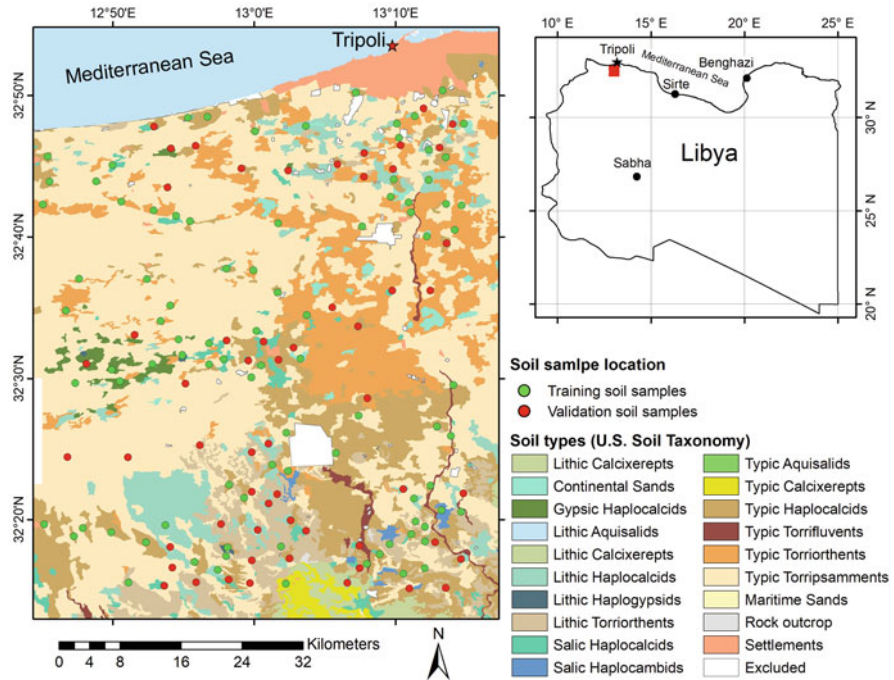 12°50'E 13°0'E 13°10'E
Tripoli
Mediterranean Sea
32°50'N
32°40'N
32°30'N
32°20'N
0 2 4 8 16 24 32
Kilometers
N
10° E 15° E 20° E 25° E
Tripoli
Mediterranean Sea
Benghazi
Sirte
Sabha
Libya
30° N
25° N
20° N
Soil samlpe location
Training soil samples
Validation soil samples
Soil types (U.S. Soil Taxonomy)
Lithic Calcixerepts
Continental Sands
Gypsic Haplocalcids
Lithic Aquisalids
Lithic Calcixerepts
Lithic Haplocalcids
Lithic Haplogypsids
Lithic Torriorthents
Salic Haplocalcids
Salic Haplocambids
Typic Aquisalids
Typic Calcixerepts
Typic Haplocalcids
Typic Torrifluvents
Typic Torriorthents
Typic Torripsamments
Maritime Sands
Rock outcrop
Settlements
Excluded